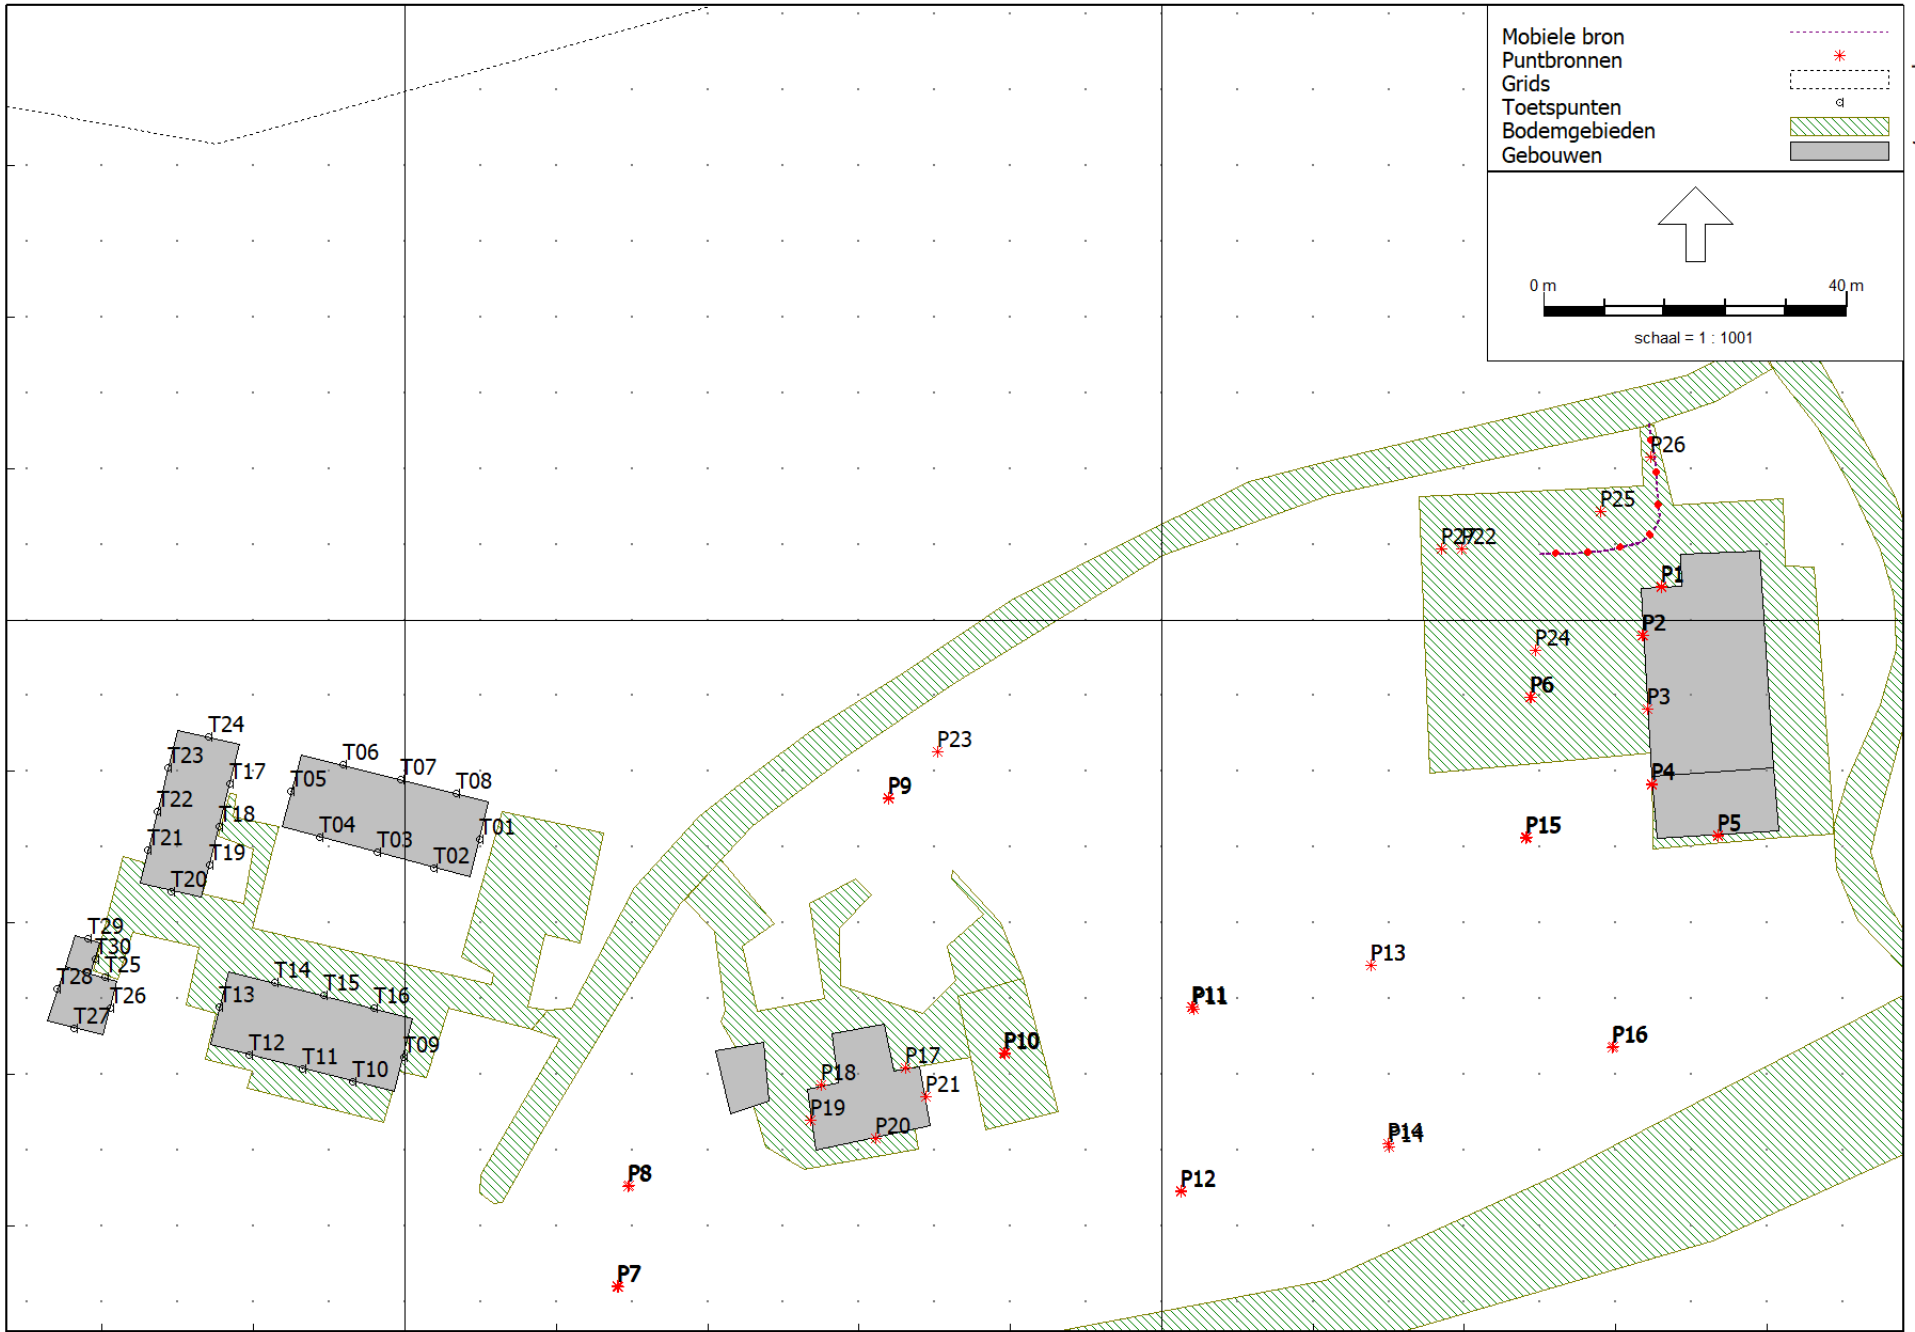 Mobiele bron
Puntbronnen
Grids
Toetspunten
Bodemgebieden
Gebouwen
0 m 40 m
schaal = 1 : 1001
P26
P25
P27 P22
P1
P2
P24
P6
P3
T24
P23
T06
T23
T17
T07
T05
T08
P4
P9
T22
T18
T04
T01
P15
P5
T21
T03
T19
T02
T20
T29
T30
P13
T25
T14
T28
T15
T26
T13
T16
P11
T27
P16
T12
T09
P10
T11
P17
T10
P18
P21
P19
P20
P14
P8
P12
P7